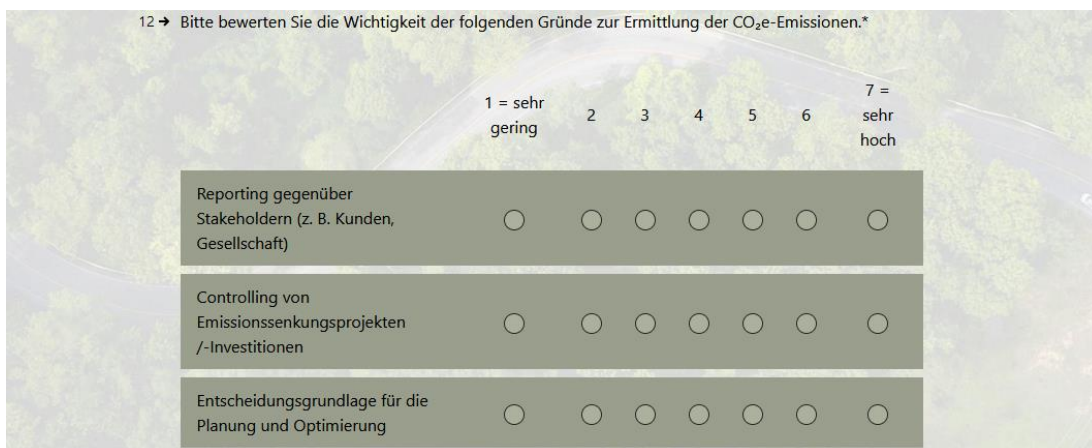 12 → Bitte bewerten Sie die Wichtigkeit der folgenden Gründe zur Ermittlung der CO₂e-Emissionen.*
1 = sehr
gering
2
3
4
5
6
7 =
sehr
hoch
Reporting gegenüber
Stakeholdern (z. B. Kunden,
Gesellschaft)
Controlling von
Emissionssenkungsprojekten
/-Investitionen
Entscheidungsgrundlage für die
Planung und Optimierung